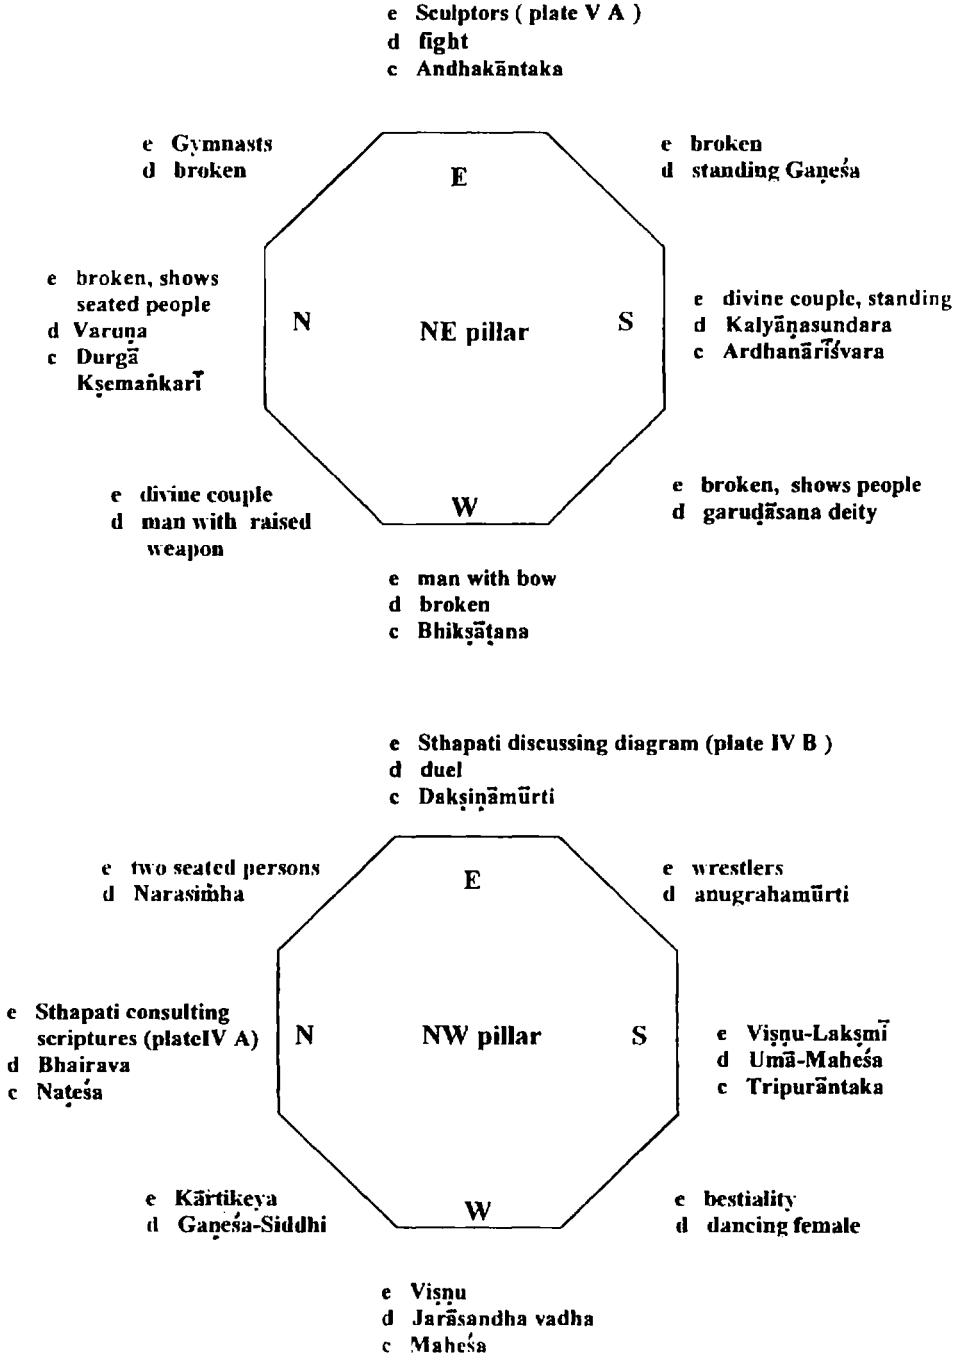 e Sculptors ( plate V A )
d fight
c Andhakāntaka
e Gymnasts
d broken
e broken
d standing Gaṇeśa
E
e broken, shows
seated people
d Varuṇa
c Durgā
Kṣemaṅkarī
N
NE pillar
S
e divine couple, standing
d Kalyāṇasundara
c Ardhanārīśvara
e divine couple
d man with raised
weapon
W
e broken, shows people
d garuḍāsana deity
e man with bow
d broken
c Bhikṣāṭana
e Sthapati discussing diagram (plate IV B )
d duel
c Dakṣiṇāmūrti
e two seated persons
d Narasiṁha
E
e wrestlers
d anugrahamūrti
e Sthapati consulting
scriptures (plateIV A)
d Bhairava
c Naṭeśa
N
NW pillar
S
e Viṣṇu-Lakṣmī
d Umā-Maheśa
c Tripurāntaka
e Kārtikeya
d Gaṇeśa-Siddhi
W
e bestiality
d dancing female
e Viṣṇu
d Jarāsandha vadha
c Maheśa